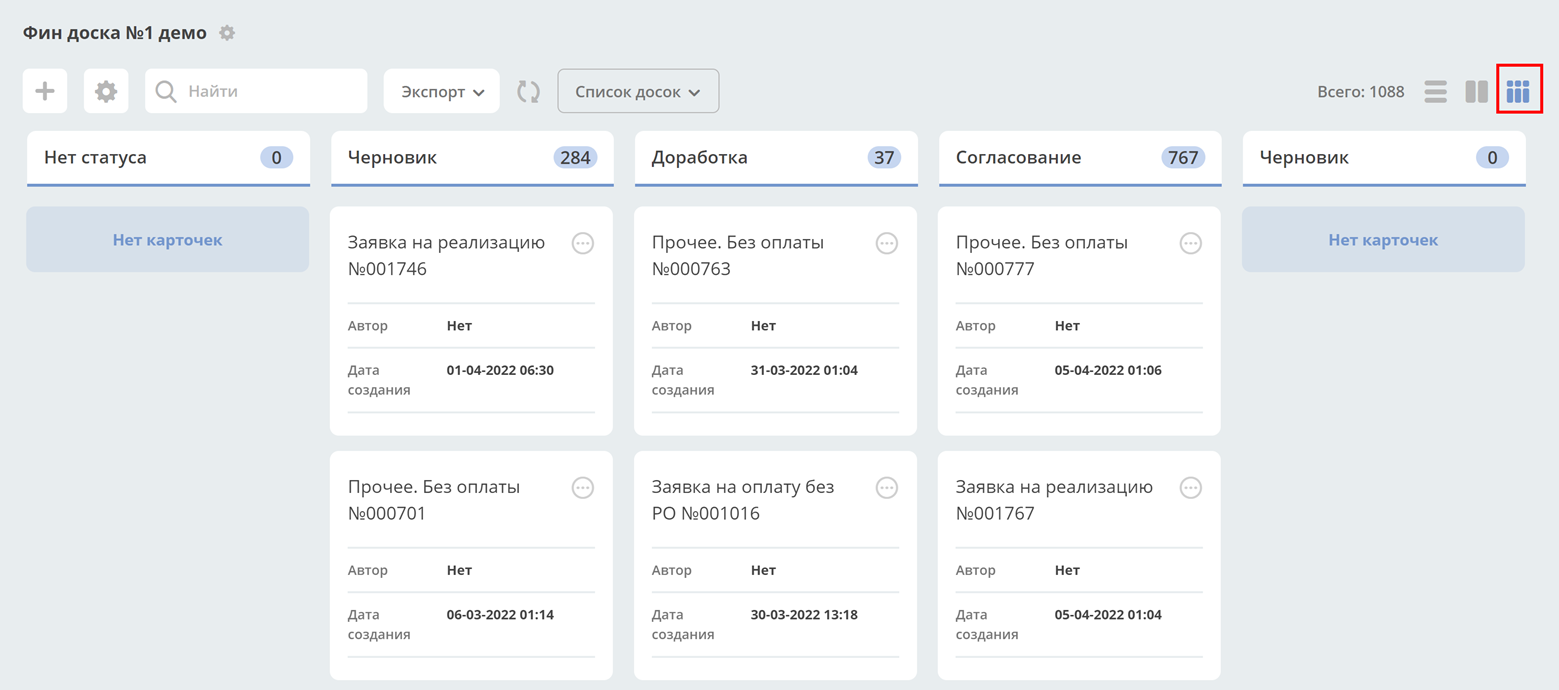 Фин доска №1 демо
Найти
Экспорт
Список досок
Всего: 1088
Нет статуса 0
Нет карточек
Черновик 284
Заявка на реализацию
№001746
Автор Нет
Дата
создания
01-04-2022 06:30
Прочее. Без оплаты
№000701
Автор Нет
Дата
создания
06-03-2022 01:14
Доработка 37
Прочее. Без оплаты
№000763
Автор Нет
Дата
создания
31-03-2022 01:04
Заявка на оплату без
РО №001016
Автор Нет
Дата
создания
30-03-2022 13:18
Согласование 767
Прочее. Без оплаты
№000777
Автор Нет
Дата
создания
05-04-2022 01:06
Заявка на реализацию
№001767
Автор Нет
Дата
создания
05-04-2022 01:04
Черновик 0
Нет карточек